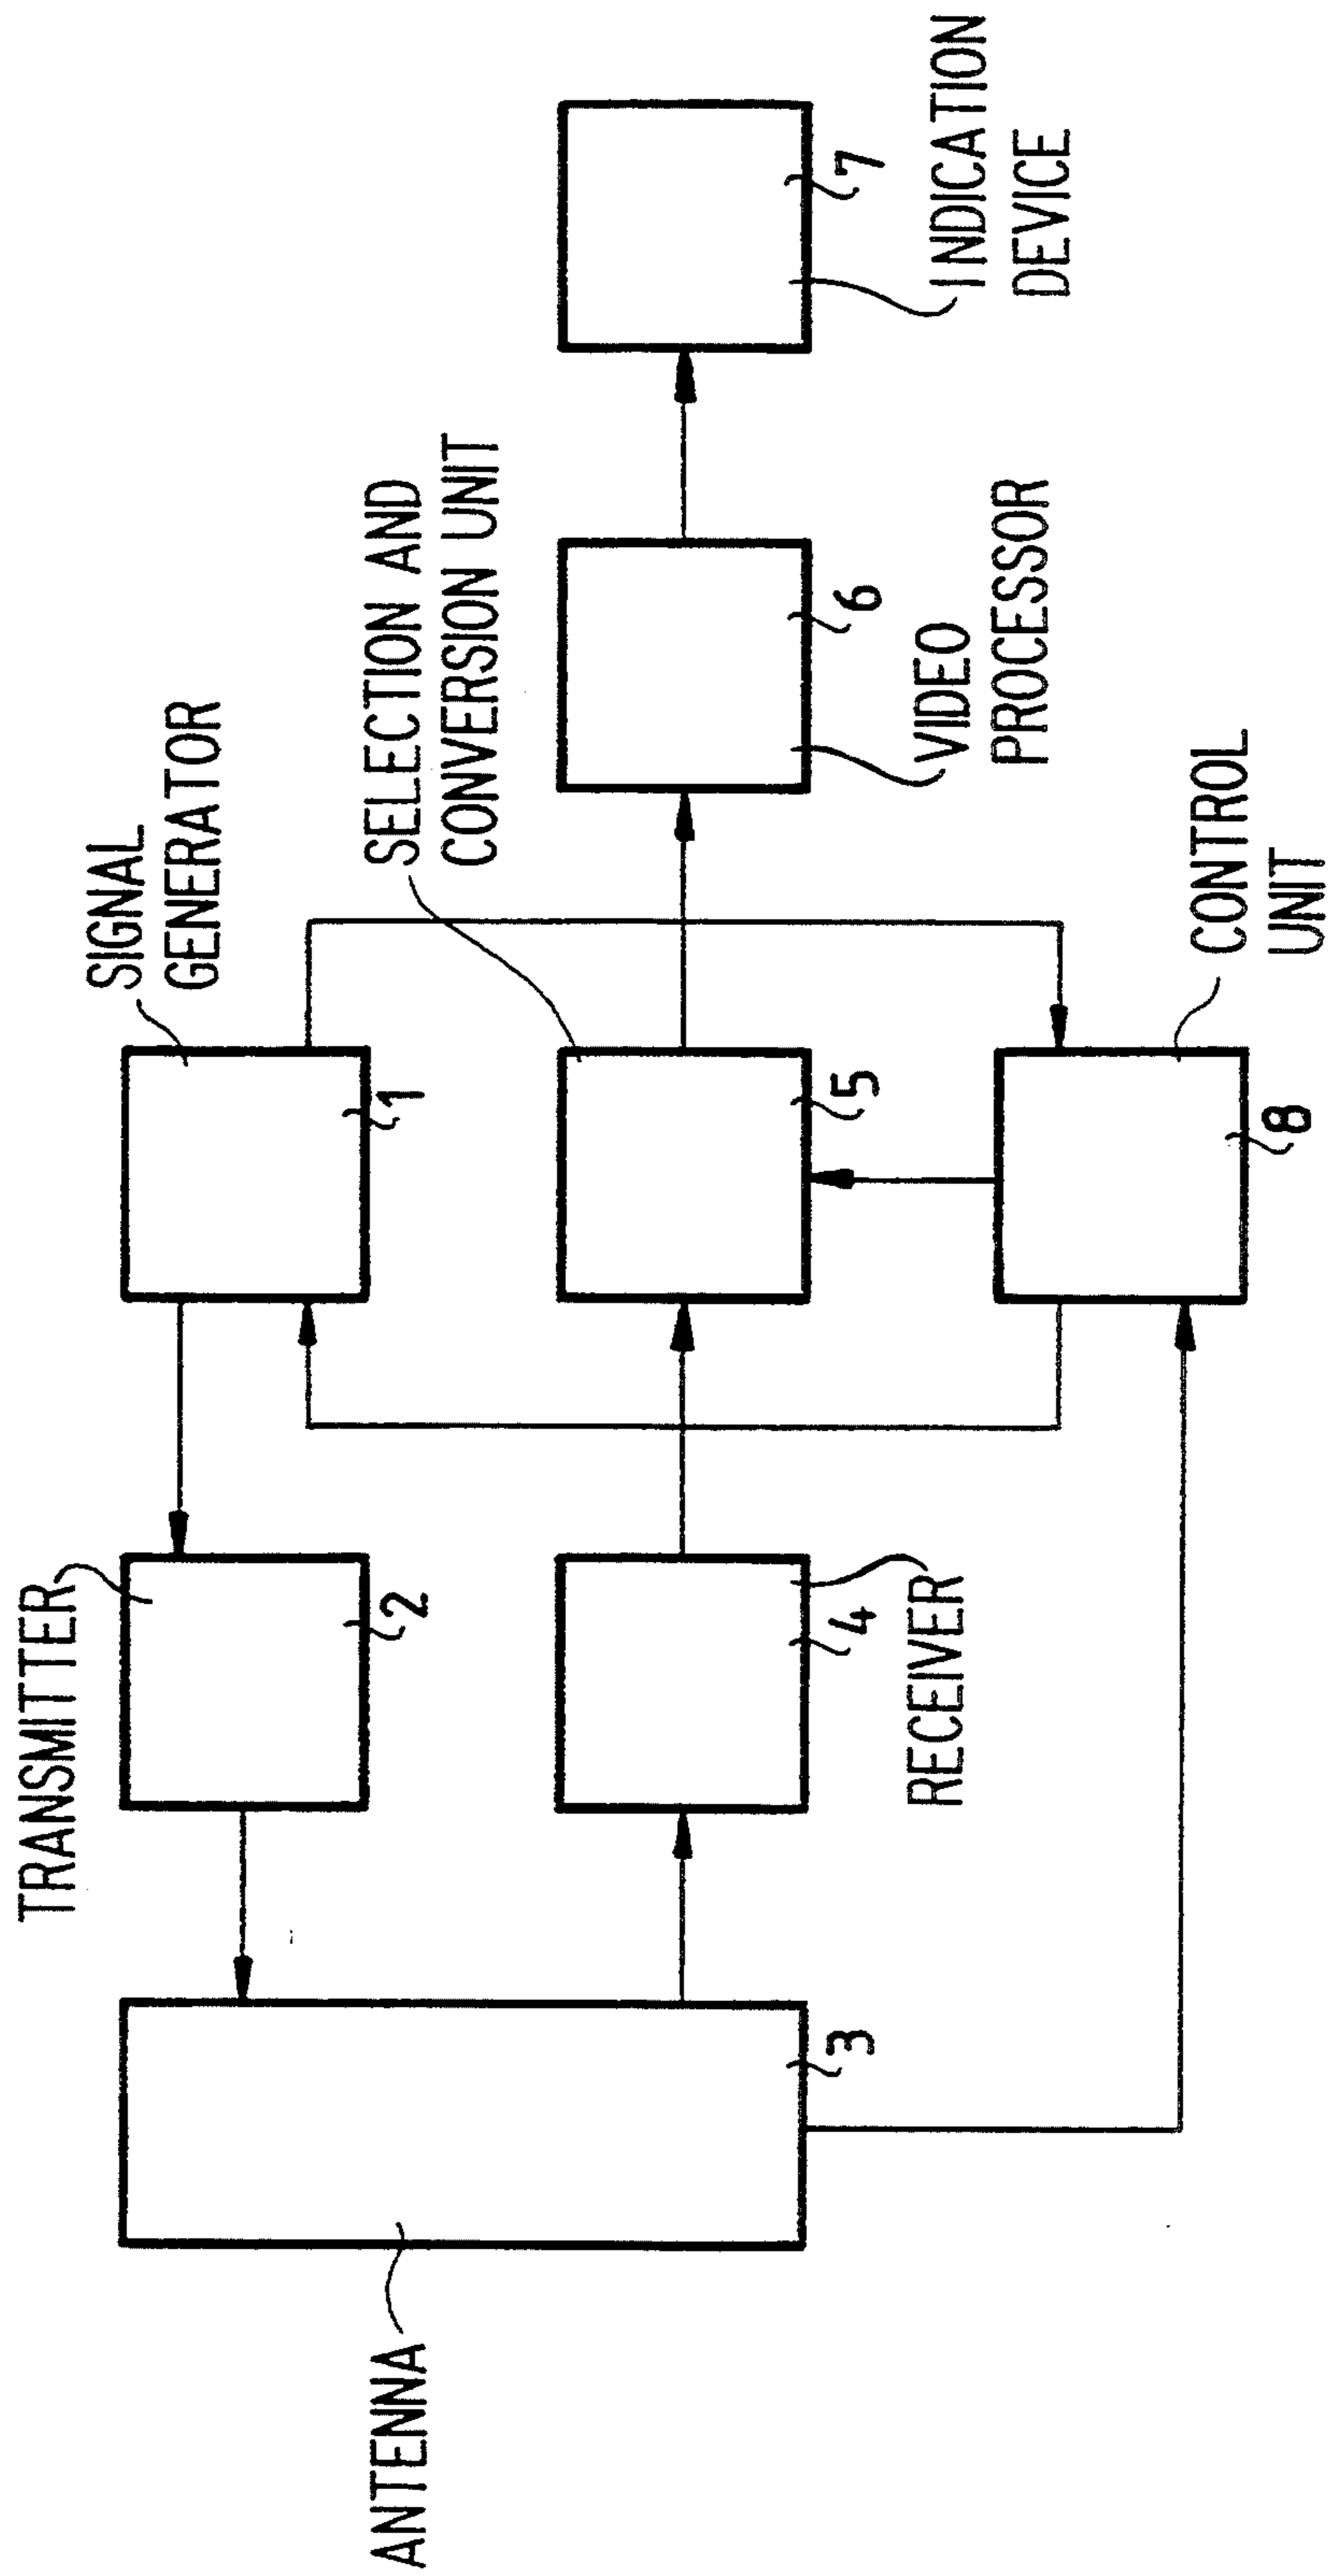 TRANSMITTER
SIGNAL
GENERATOR
2
1
ANTENNA
SELECTION AND
CONVERSION UNIT
3
4
5
6
7
RECEIVER
VIDEO
PROCESSOR
INDICATION
DEVICE
8
CONTROL
UNIT